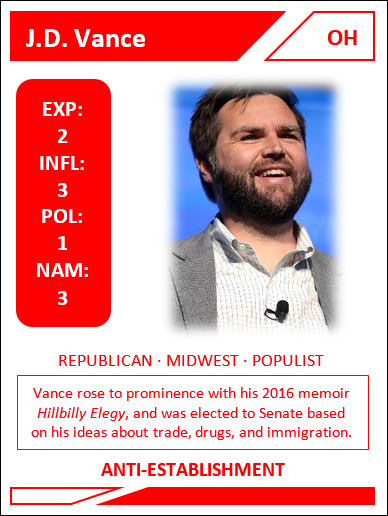 J.D. Vance
OH
EXP:
2
INFL:
3
POL:
1
NAM:
3
REPUBLICAN · MIDWEST · POPULIST
Vance rose to prominence with his 2016 memoir
Hillbilly Elegy, and was elected to Senate based
on his ideas about trade, drugs, and immigration.
ANTI-ESTABLISHMENT